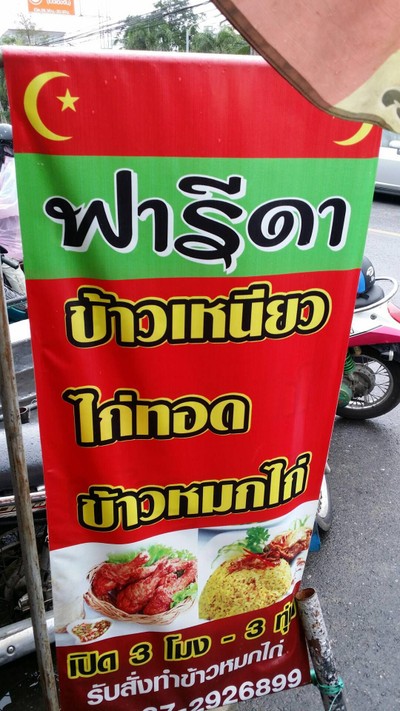 ฟารีดา
ข้าวเหนียว
ไก่ทอด
ข้าวหมกไก่
เปิด 3 โมง - 3 ทุ่ม
รับสั่งทำข้าวหมกไก่
7-2926899